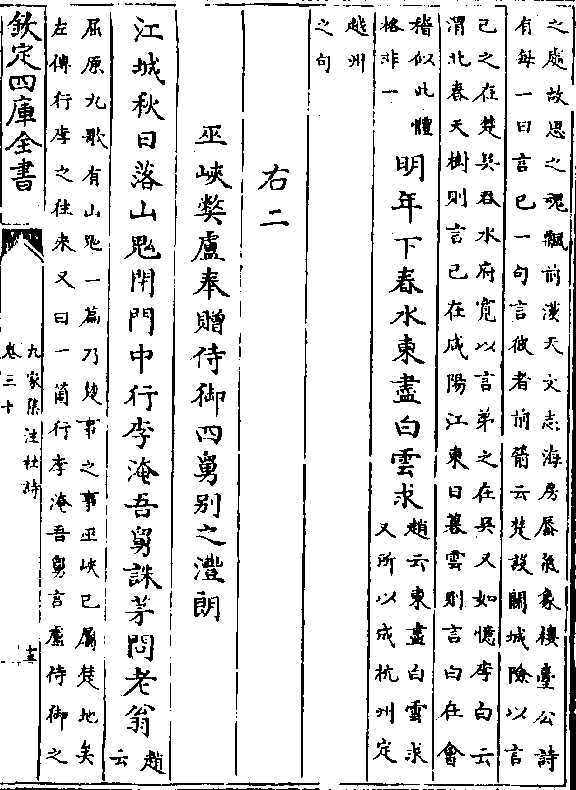 之處故思之魂飄前漢天文志海旁蜃氣象樓臺公詩
有每一曰言已一句言彼者前箭云楚設關城險以言
己之在楚吳吞水府寛以言弟之在吳又如憶李白云
渭北春天樹則言已在咸陽江東日暮雲則言白在會
稽似此體
格非一
明年下春水東盡白雲求
趙云東盡白雲求
又所以成杭州定
越州
之句
右二
巫峽獘廬奉贈侍御四舅别之澧朗
江城秋日落山鬼閉門中行李淹吾舅誅茅問老翁
趙
云
屈原九歌有山鬼一篇乃楚事之事巫峽已屬楚地矣
左傳行李之往來又曰一箇行李淹吾舅言盧侍御之
欽定四庫全書
九家集注杜詩
卷三十